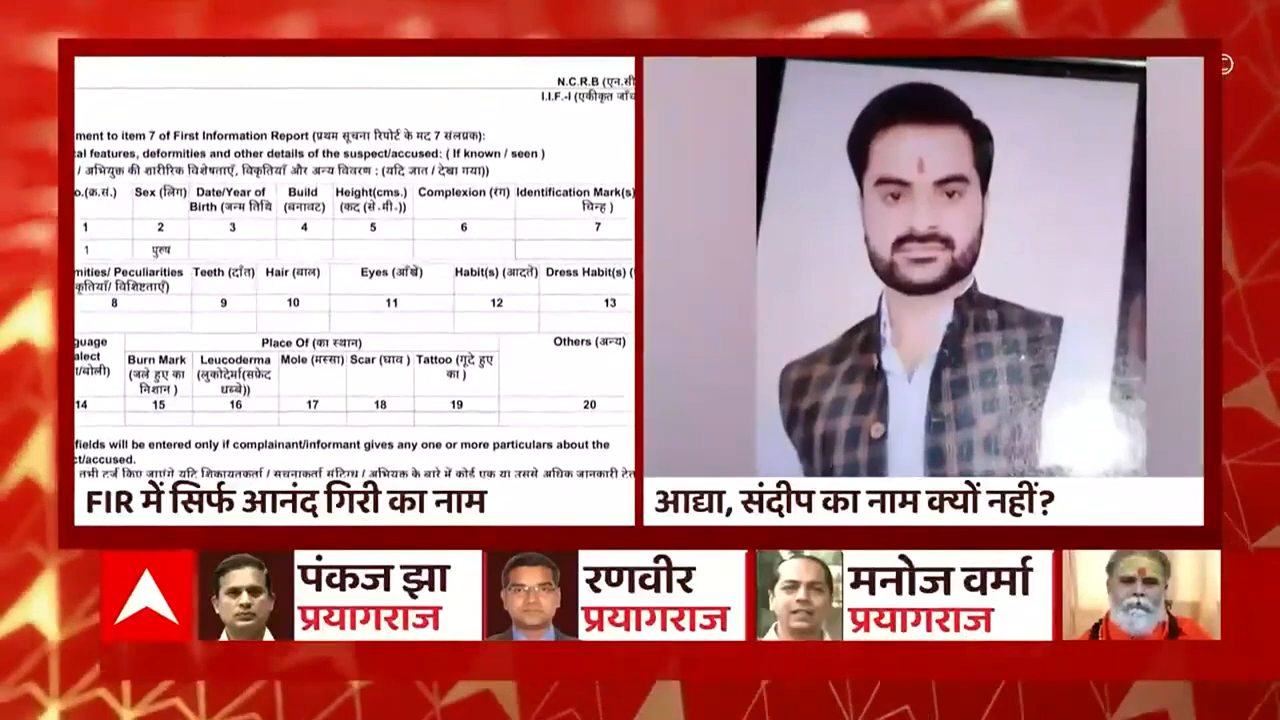 N.C.R.B (एन.सी
I.I.F.-I (एकीकृत जाँच
ment to item 7 of First Information Report (प्रथम सूचना रिपोर्ट के मद 7 संलग्नक):
al features, deformities and other details of the suspect/accused: ( If known / seen )
/ अभियुक्त की शारीरिक विशेषताएँ, विकृतियाँ और अन्य विवरण : (यदि ज्ञात / देखा गया))
o.(क्र.सं.) Sex (लिंग) Date/Year of Birth (जन्म तिथि Build (बनावट) Height(cms.) (कद (से.मी.)) Complexion (रंग) Identification Mark(s) चिन्ह )
1 2 3 4 5 6 7
1 पुरुष
mities/ Peculiarities कृतियाँ/ विशिष्टताएँ) Teeth (दाँत) Hair (बाल) Eyes (आँखें) Habit(s) (आदतें) Dress Habit(s) (
8 9 10 11 12 13
guage alect ा/बोली) Place Of (का स्थान) Others (अन्य)
Burn Mark (जले हुए का निशान ) Leucoderma (लुकोदेर्मा(सफ़ेद धब्बे)) Mole (मस्सा) Scar (घाव ) Tattoo (गूदे हुए का )
14 15 16 17 18 19 20
fields will be entered only if complainant/informant gives any one or more particulars about the
ct/accused.
FIR में सिर्फ आनंद गिरी का नाम
आद्या, संदीप का नाम क्यों नहीं?
पंकज झा
प्रयागराज
रणवीर
प्रयागराज
मनोज वर्मा
प्रयागराज